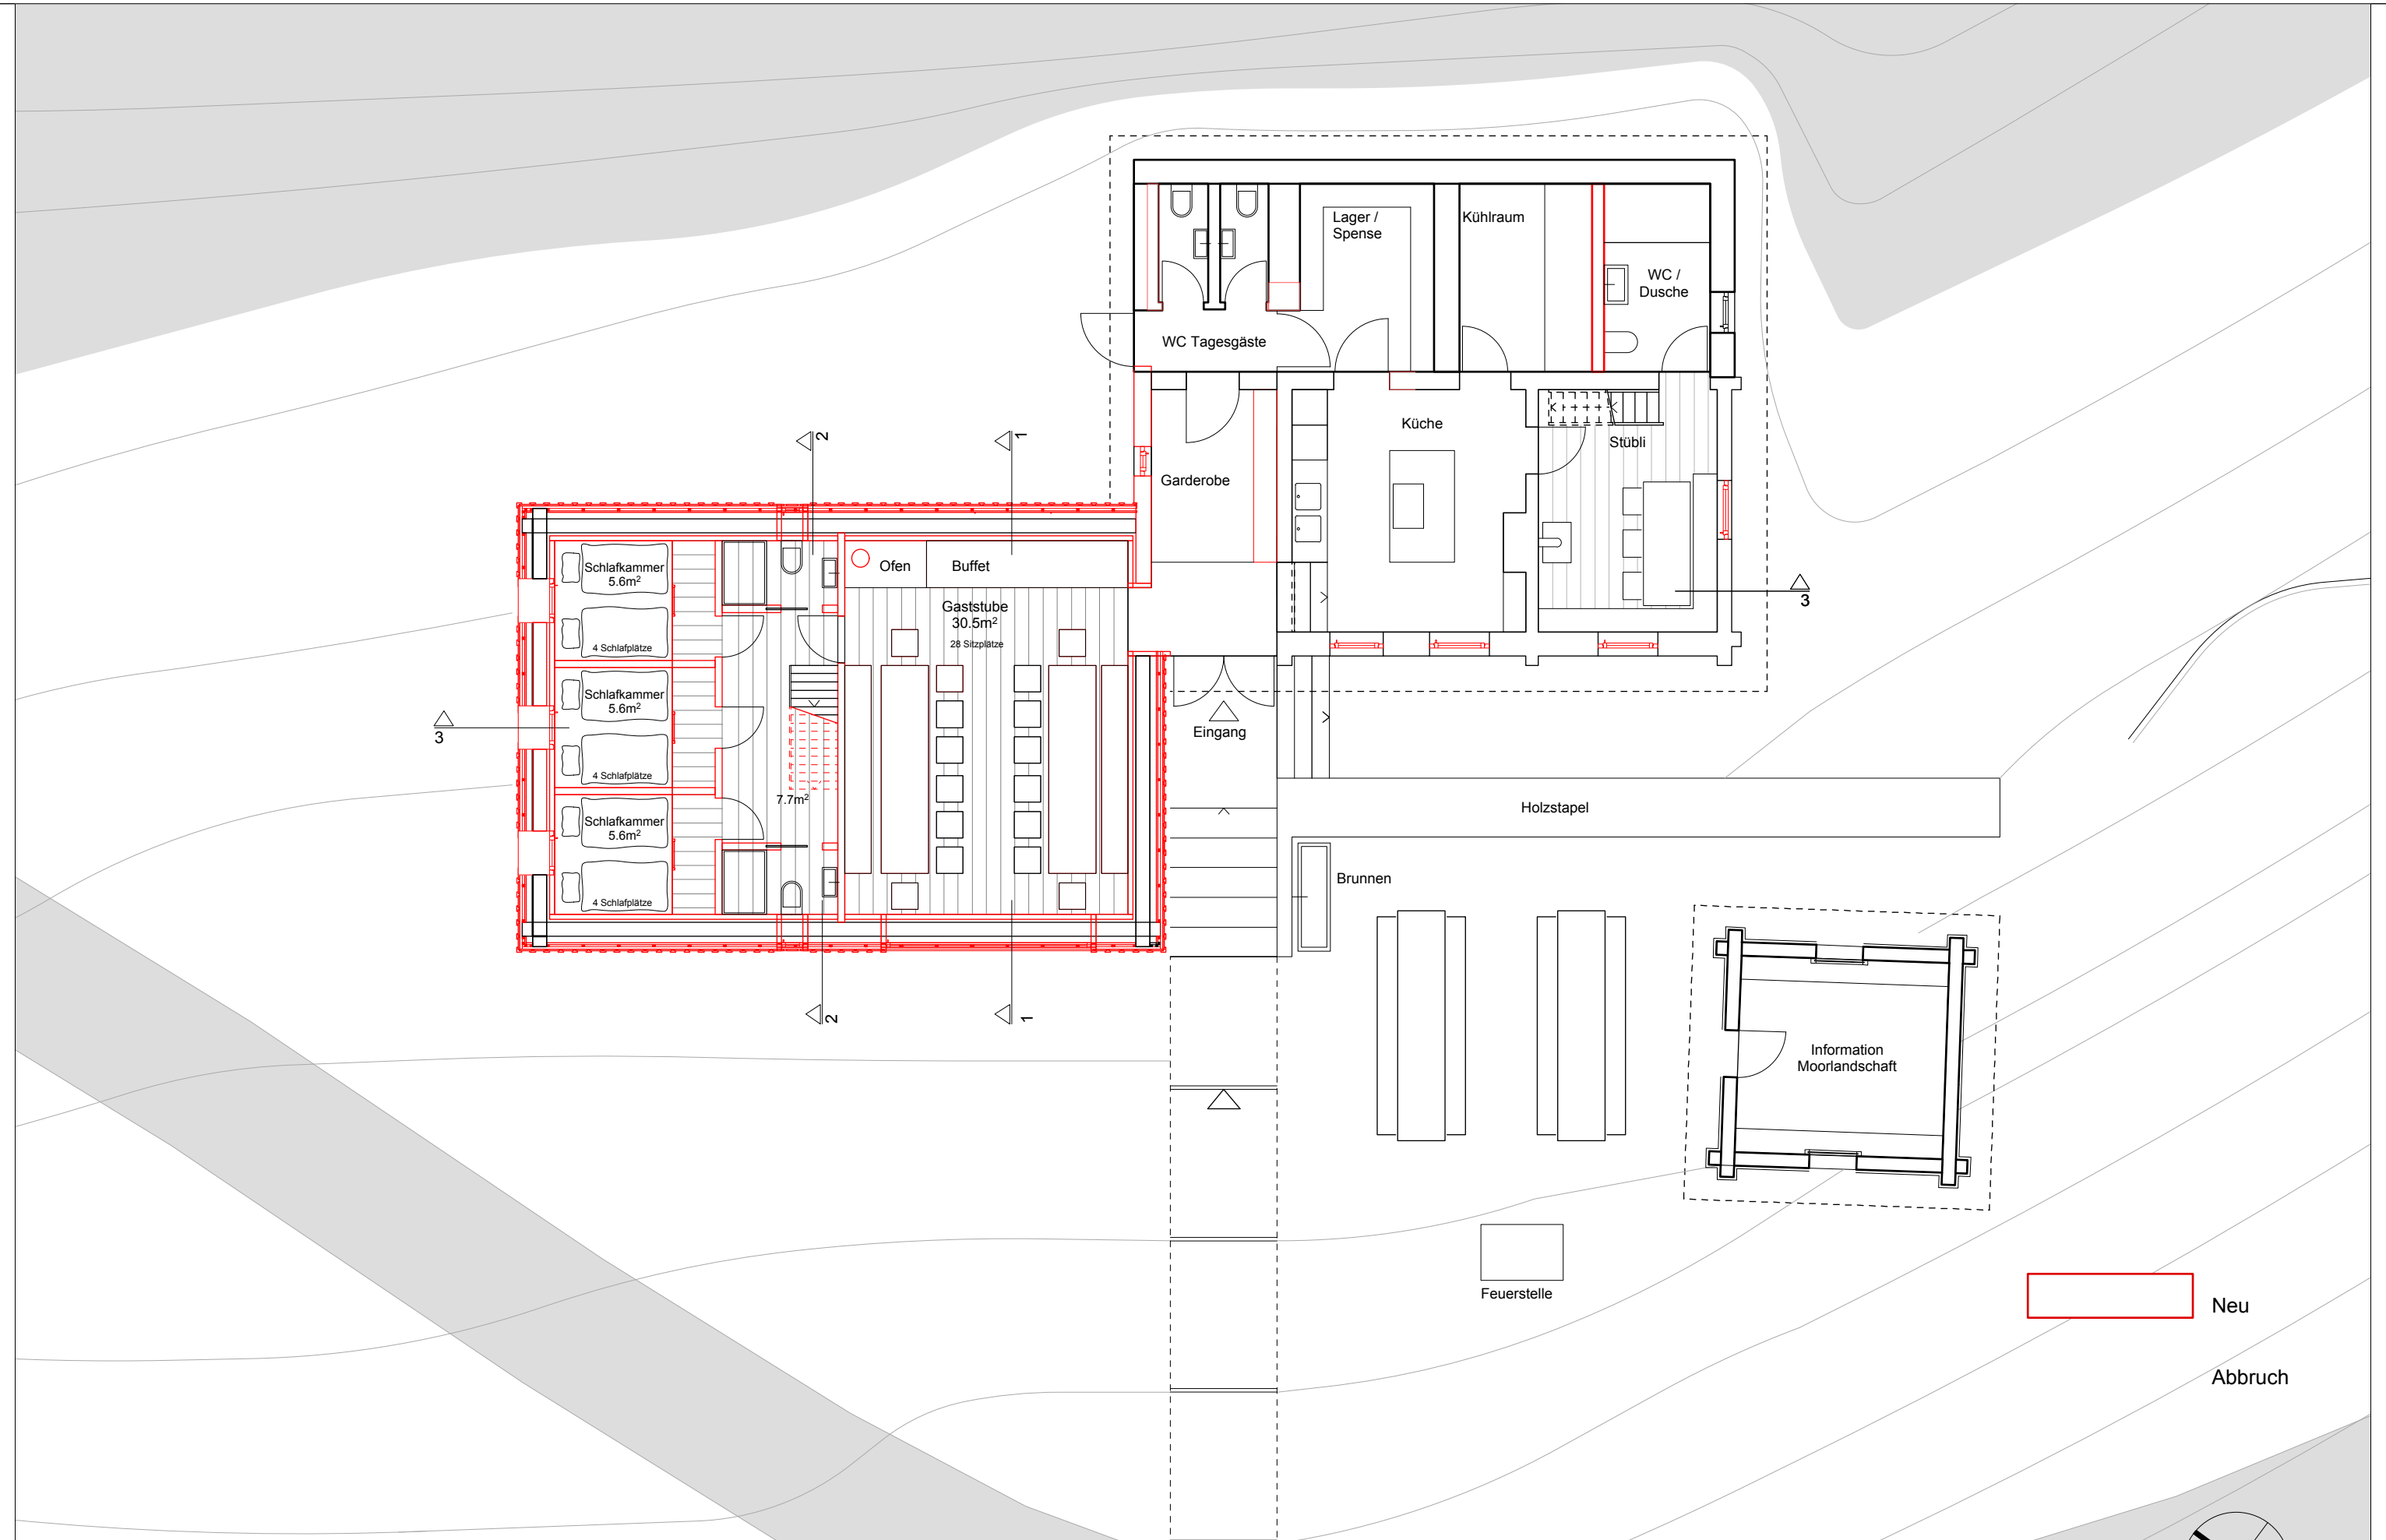 Lager /
Spense
Kühlraum
WC /
Dusche
WC Tagesgäste
Küche
Stübli
Garderobe
2
1
3
Schlafkammer
5.6m²
4 Schlafplätze
Ofen
Buffet
Gaststube
30.5m²
28 Sitzplätze
Schlafkammer
5.6m²
4 Schlafplätze
3
7.7m²
Schlafkammer
5.6m²
4 Schlafplätze
Eingang
Holzstapel
Brunnen
2
1
Information
Moorlandschaft
Feuerstelle
Neu
Abbruch